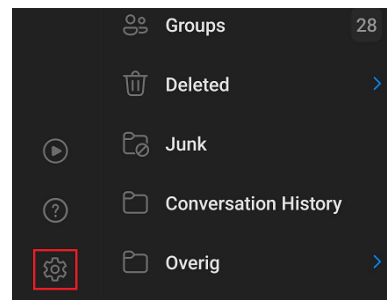 Groups 28
Deleted
Junk
?
Conversation History
Overig